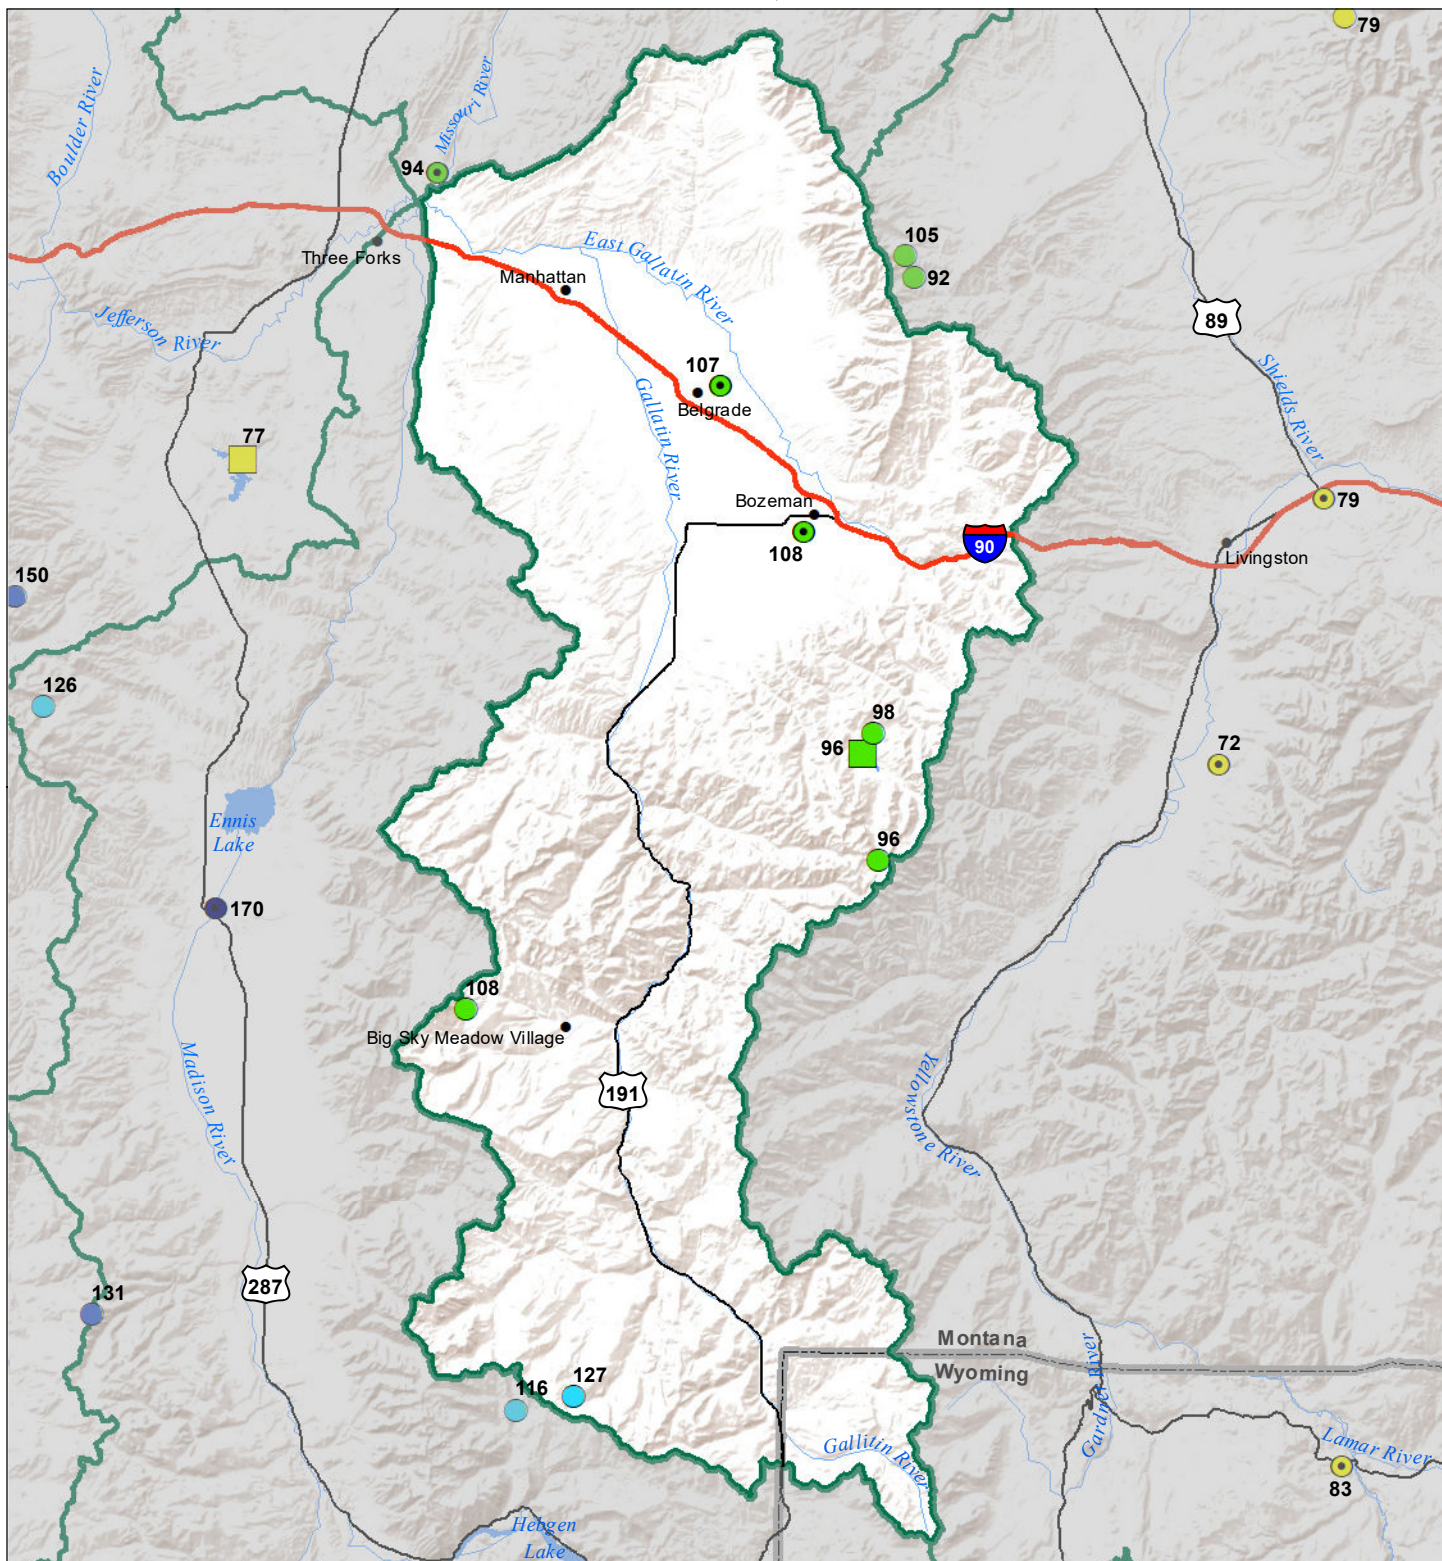 79
Missouri River
Boulder River
94
105
92
East Gallatin River
Three Forks
Manhattan
Jefferson River
89
Shields River
107
Belgrade
Gallatin River
77
Bozeman
108
90
79
Livingston
150
126
98
96
72
Ennis
Lake
96
170
108
Big Sky Meadow Village
Madison River
191
Yellowstone River
287
131
Montana
Wyoming
Gardner River
116
127
Gallitin River
Lamar River
83
Hebgen
Lake